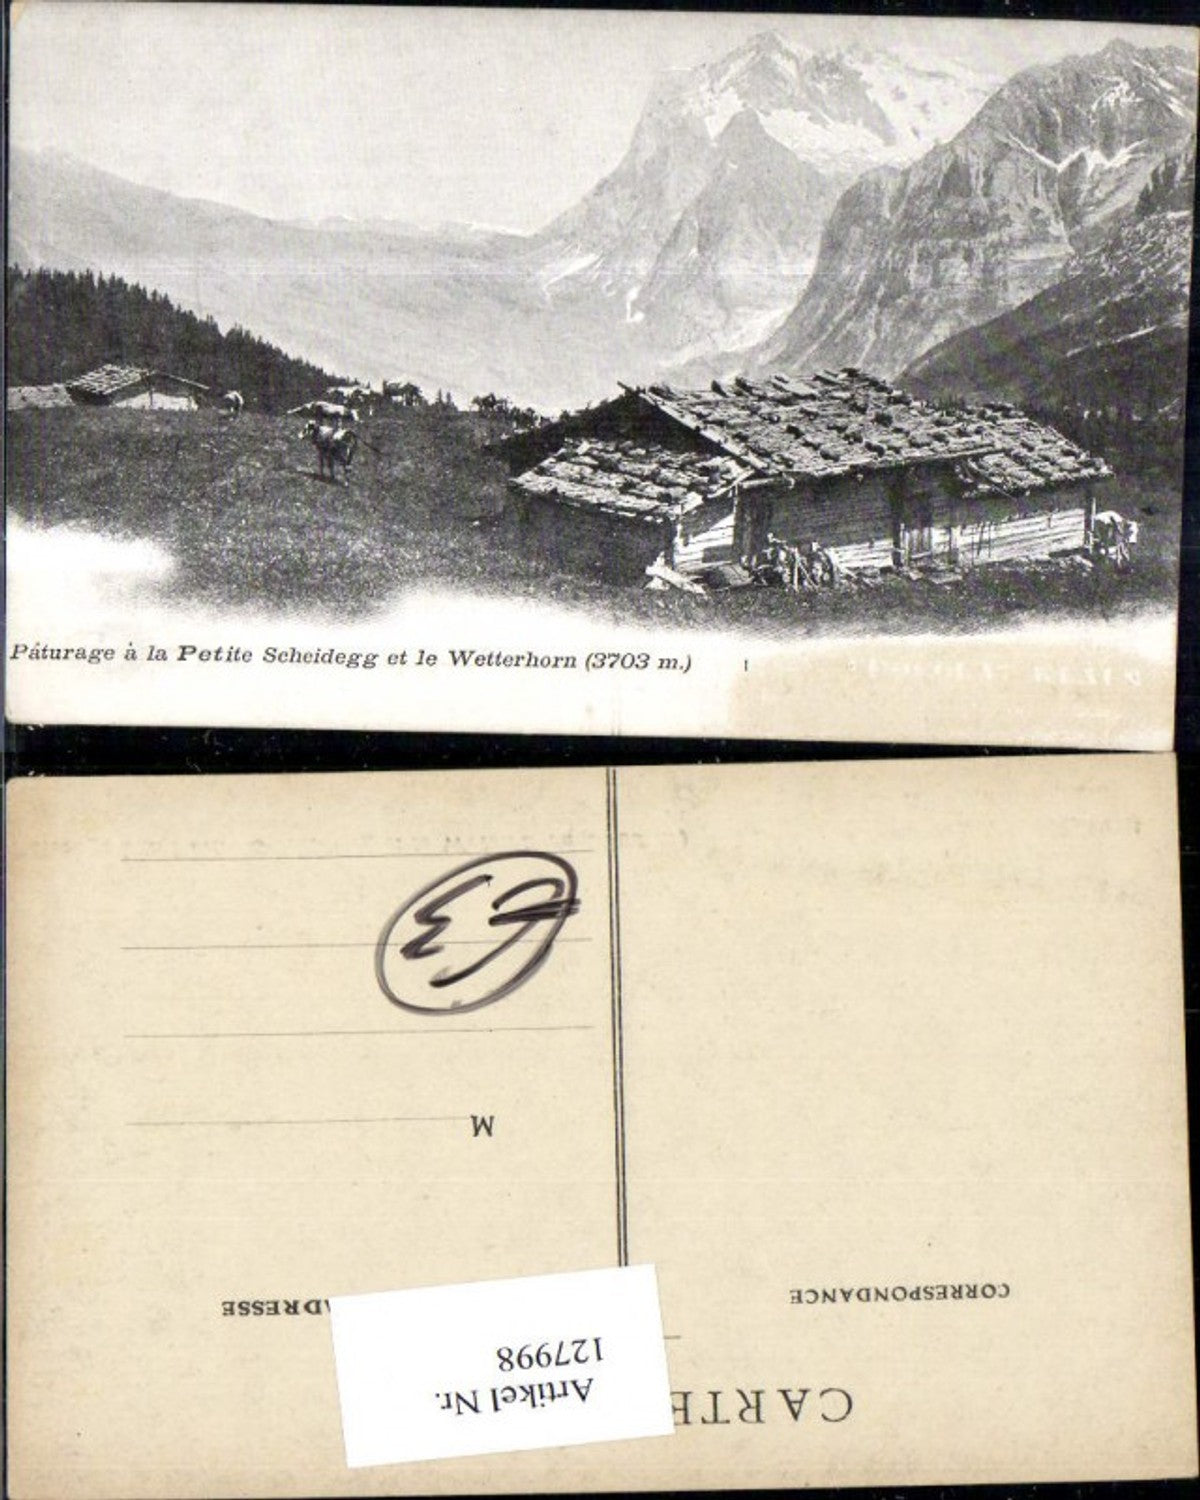 Pâturage à la Petite Scheidegg et le Wetterhorn (3703 m.)
CARTE
CORRESPONDANCE
ADRESSE
Artikel Nr.
127998
M